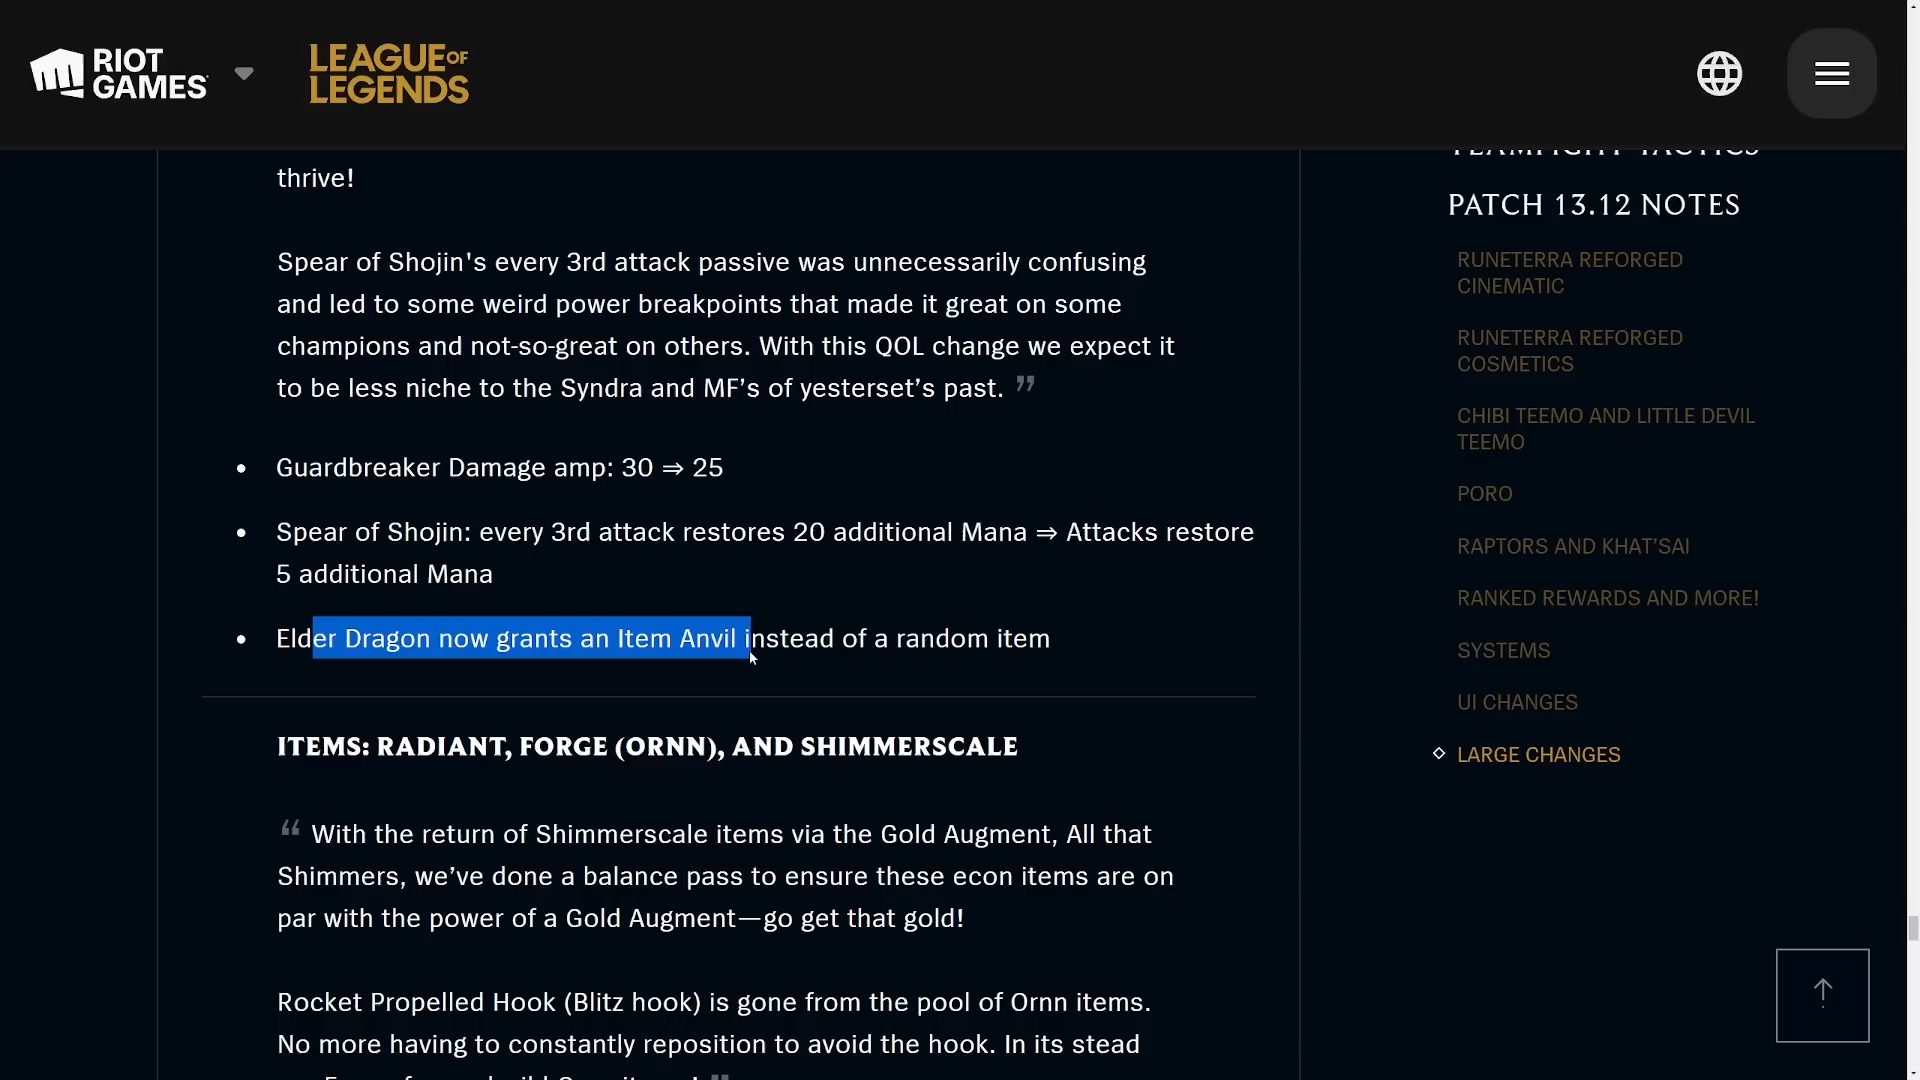 RIOT
GAMES
LEAGUE OF
LEGENDS
thrive!
Spear of Shojin's every 3rd attack passive was unnecessarily confusing
and led to some weird power breakpoints that made it great on some
champions and not-so-great on others. With this QOL change we expect it
to be less niche to the Syndra and MF’s of yesterset’s past. ”
• Guardbreaker Damage amp: 30 ⇒ 25
• Spear of Shojin: every 3rd attack restores 20 additional Mana ⇒ Attacks restore
5 additional Mana
• Elder Dragon now grants an Item Anvil instead of a random item
ITEMS: RADIANT, FORGE (ORNN), AND SHIMMERSCALE
“ With the return of Shimmerscale items via the Gold Augment, All that
Shimmers, we’ve done a balance pass to ensure these econ items are on
par with the power of a Gold Augment—go get that gold!
Rocket Propelled Hook (Blitz hook) is gone from the pool of Ornn items.
No more having to constantly reposition to avoid the hook. In its stead
TEAMFIGHT TACTICS
PATCH 13.12 NOTES
RUNETERRA REFORGED
CINEMATIC
RUNETERRA REFORGED
COSMETICS
CHIBI TEEMO AND LITTLE DEVIL
TEEMO
PORO
RAPTORS AND KHAT’SAI
RANKED REWARDS AND MORE!
SYSTEMS
UI CHANGES
LARGE CHANGES